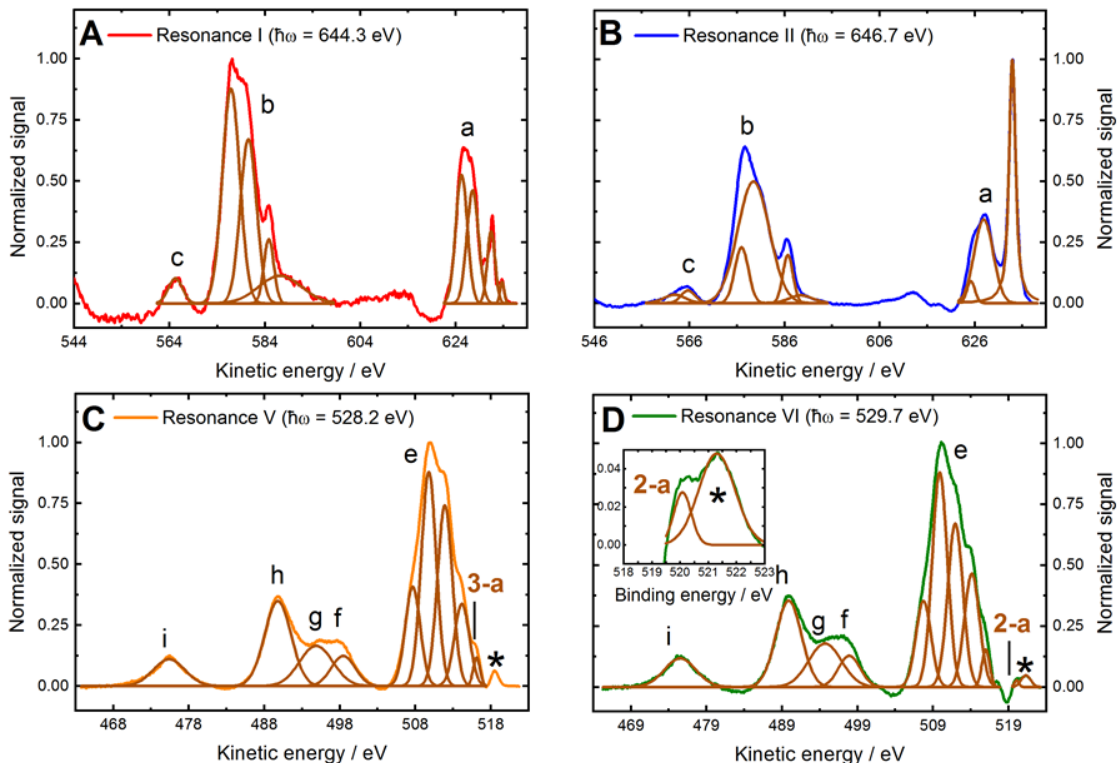 A
Resonance I (ħω = 644.3 eV)
Normalized signal
1.00
0.75
0.50
0.25
0.00
c
b
a
544 564 584 604 624
Kinetic energy / eV
B
Resonance II (ħω = 646.7 eV)
Normalized signal
1.00
0.75
0.50
0.25
0.00
c
b
a
546 566 586 606 626
Kinetic energy / eV
C
Resonance V (ħω = 528.2 eV)
Normalized signal
1.00
0.75
0.50
0.25
0.00
i
h
g
f
e
3-a
*
468 478 488 498 508 518
Kinetic energy / eV
D
Resonance VI (ħω = 529.7 eV)
Normalized signal
1.00
0.75
0.50
0.25
0.00
0.04
0.02
0.00
2-a
*
518 519 520 521 522 523
Binding energy / eV
i
h
g
f
e
2-a
*
469 479 489 499 509 519
Kinetic energy / eV